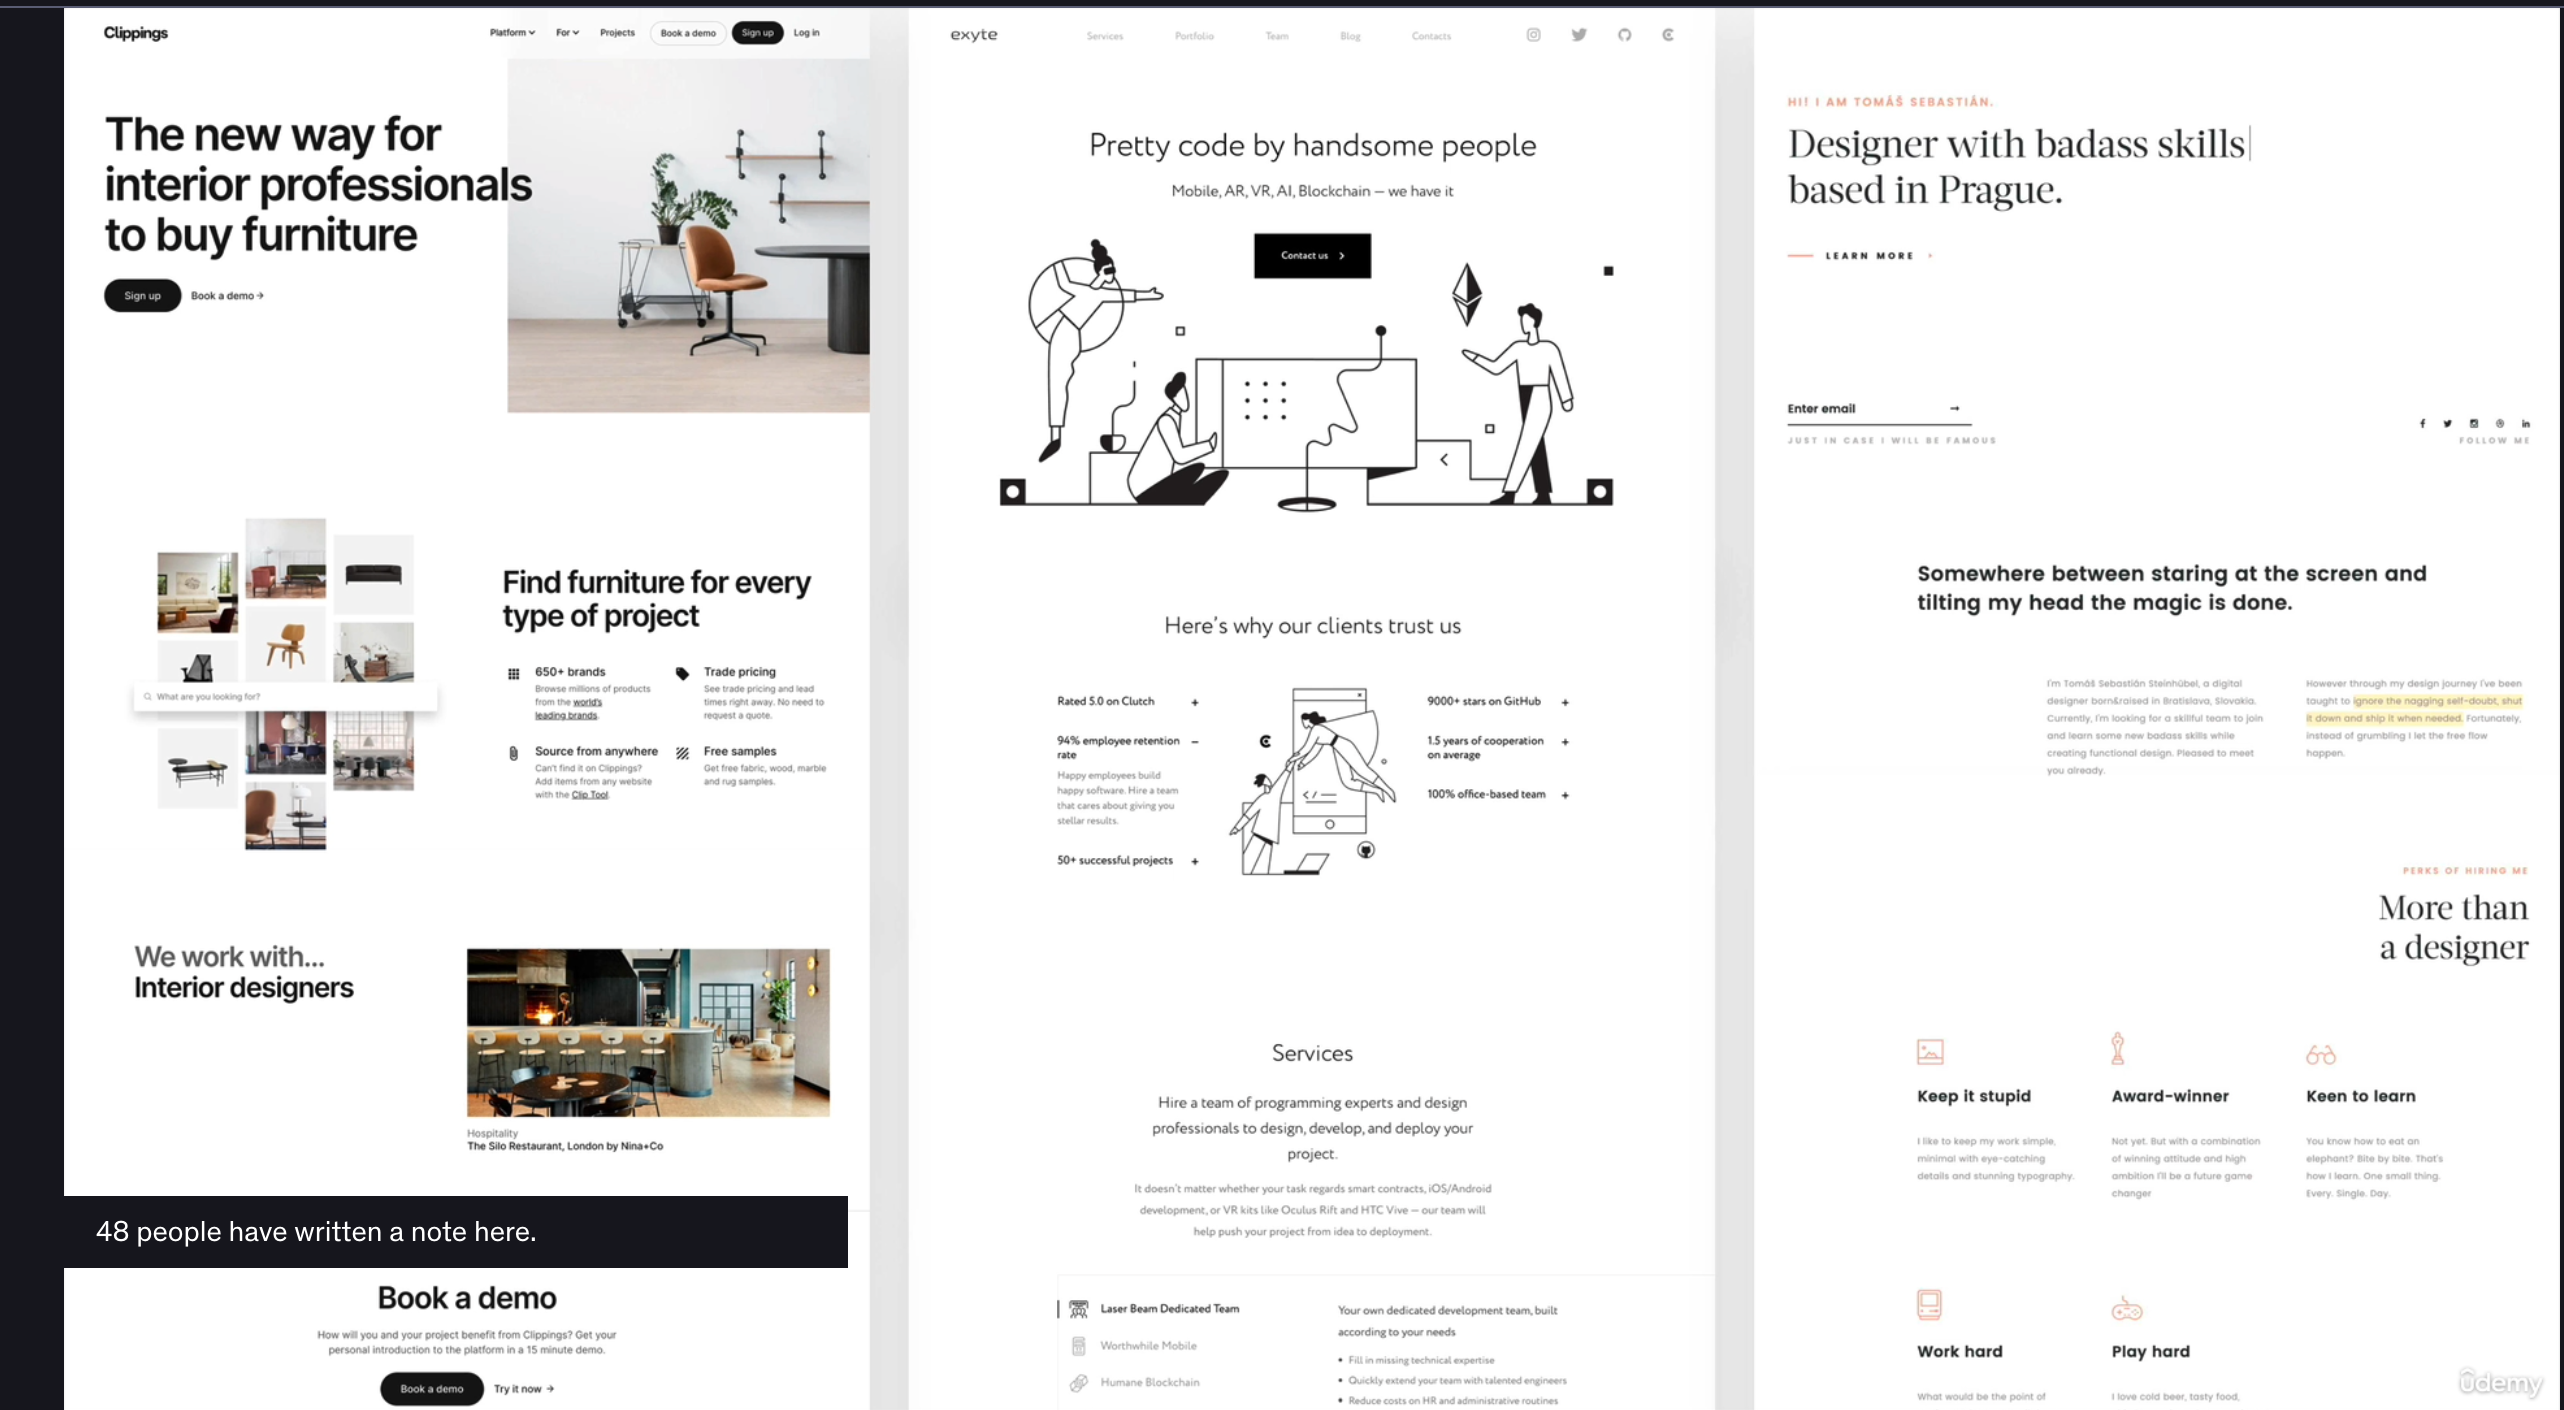 Clippings
Platform
For
Projects
Book a demo
Sign up
Log in
The new way for
interior professionals
to buy furniture
Sign up
Book a demo →
What are you looking for?
Find furniture for every
type of project
650+ brands
Browse millions of products
from the world's
leading brands.
Trade pricing
See trade pricing and lead
times right away. No need to
request a quote.
Source from anywhere
Can't find it on Clippings?
Add items from any website
with the Clip Tool.
Free samples
Get free fabric, wood, marble
and rug samples.
We work with...
Interior designers
Hospitality
The Silo Restaurant, London by Nina+Co
48 people have written a note here.
Book a demo
How will you and your project benefit from Clippings? Get your
personal introduction to the platform in a 15 minute demo.
Book a demo
Try it now →
exyte
Services
Portfolio
Team
Blog
Contacts
Pretty code by handsome people
Mobile, AR, VR, AI, Blockchain – we have it
Contact us
Here's why our clients trust us
Rated 5.0 on Clutch +
94% employee retention –
rate
Happy employees build
happy software. Hire a team
that cares about giving you
stellar results.
50+ successful projects +
9000+ stars on GitHub +
1.5 years of cooperation +
on average
100% office-based team +
Services
Hire a team of programming experts and design
professionals to design, develop, and deploy your
project.
It doesn't matter whether your task regards smart contracts, iOS/Android
development, or VR kits like Oculus Rift and HTC Vive – our team will
help push your project from idea to deployment.
Laser Beam Dedicated Team
Worthwhile Mobile
Humane Blockchain
Your own dedicated development team, built
according to your needs
• Fill in missing technical expertise
• Quickly extend your team with talented engineers
• Reduce costs on HR and administrative routines
HI! I AM TOMÁŠ SEBASTIÁN.
Designer with badass skills|
based in Prague.
LEARN MORE
Enter email →
JUST IN CASE I WILL BE FAMOUS
FOLLOW ME
Somewhere between staring at the screen and
tilting my head the magic is done.
I'm Tomáš Sebastián Steinhübel, a digital
designer born&raised in Bratislava, Slovakia.
Currently, I'm looking for a skillful team to join
and learn some new badass skills while
creating functional design. Pleased to meet
you already.
However through my design journey I've been
taught to ignore the nagging self-doubt, shut
it down and ship it when needed. Fortunately,
instead of grumbling I let the free flow
happen.
PERKS OF HIRING ME
More than
a designer
Keep it stupid
I like to keep my work simple,
minimal with eye-catching
details and stunning typography.
Award-winner
Not yet. But with a combination
of winning attitude and high
ambition I'll be a future game
changer
Keen to learn
You know how to eat an
elephant? Bite by bite. That's
how I learn. One small thing.
Every. Single. Day.
Work hard
What would be the point of
Play hard
I love cold beer, tasty food,
ûdemy